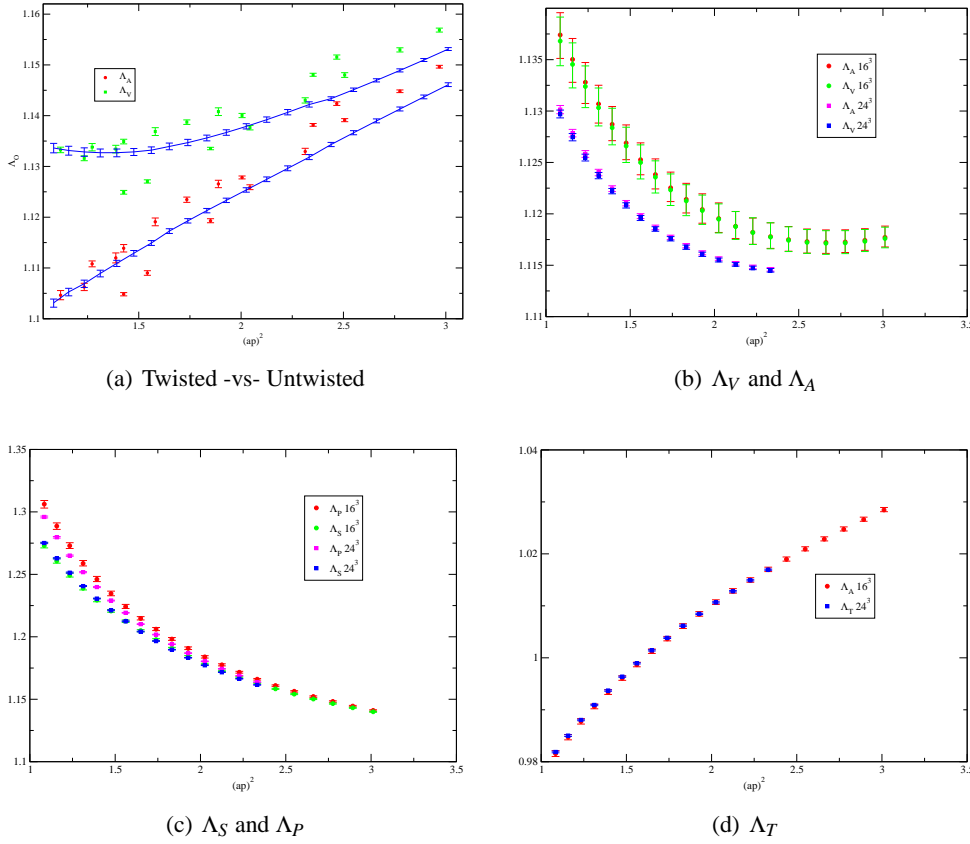 1.16
1.15
1.14
1.13
1.12
1.11
1.1
Λ_O
Λ_A
Λ_V
1.5 2 2.5 3
(ap)^2
(a) Twisted -vs- Untwisted
1.135
1.13
1.125
1.12
1.115
1.11
Λ_A 16^3
Λ_V 16^3
Λ_A 24^3
Λ_V 24^3
1 1.5 2 2.5 3 3.5
(ap)^2
(b) Λ_V and Λ_A
1.35
1.3
1.25
1.2
1.15
1.1
Λ_P 16^3
Λ_S 16^3
Λ_P 24^3
Λ_S 24^3
1 1.5 2 2.5 3 3.5
(ap)^2
(c) Λ_S and Λ_P
1.04
1.02
1
0.98
Λ_A 16^3
Λ_T 24^3
1 1.5 2 2.5 3 3.5
(ap)^2
(d) Λ_T